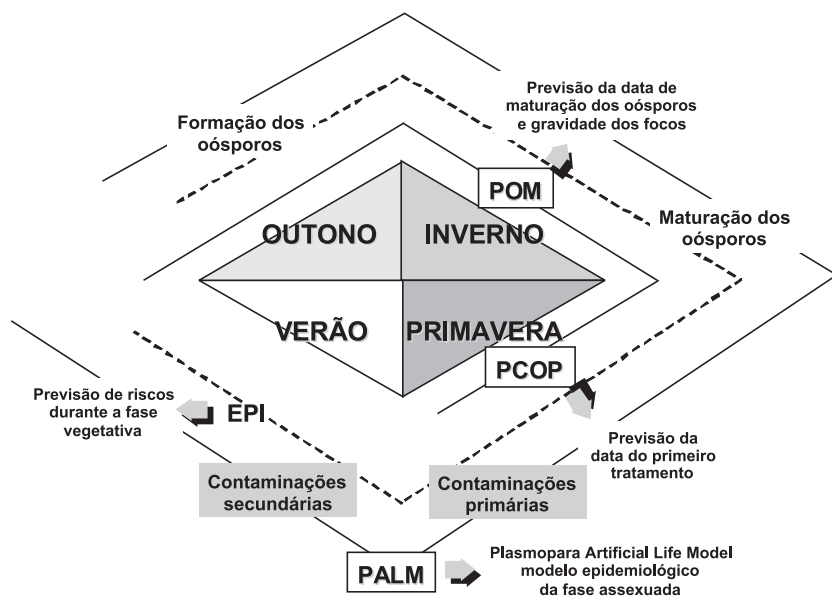 Previsão da data de
maturação dos oósporos
e gravidade dos focos
Formação dos
oósporos
POM
Maturação dos
oósporos
OUTONO
INVERNO
VERÃO
PRIMAVERA
PCOP
Previsão de riscos
durante a fase
vegetativa
EPI
Previsão da
data do primeiro
tratamento
Contaminações
secundárias
Contaminações
primárias
PALM
Plasmopara Artificial Life Model
modelo epidemiológico
da fase assexuada